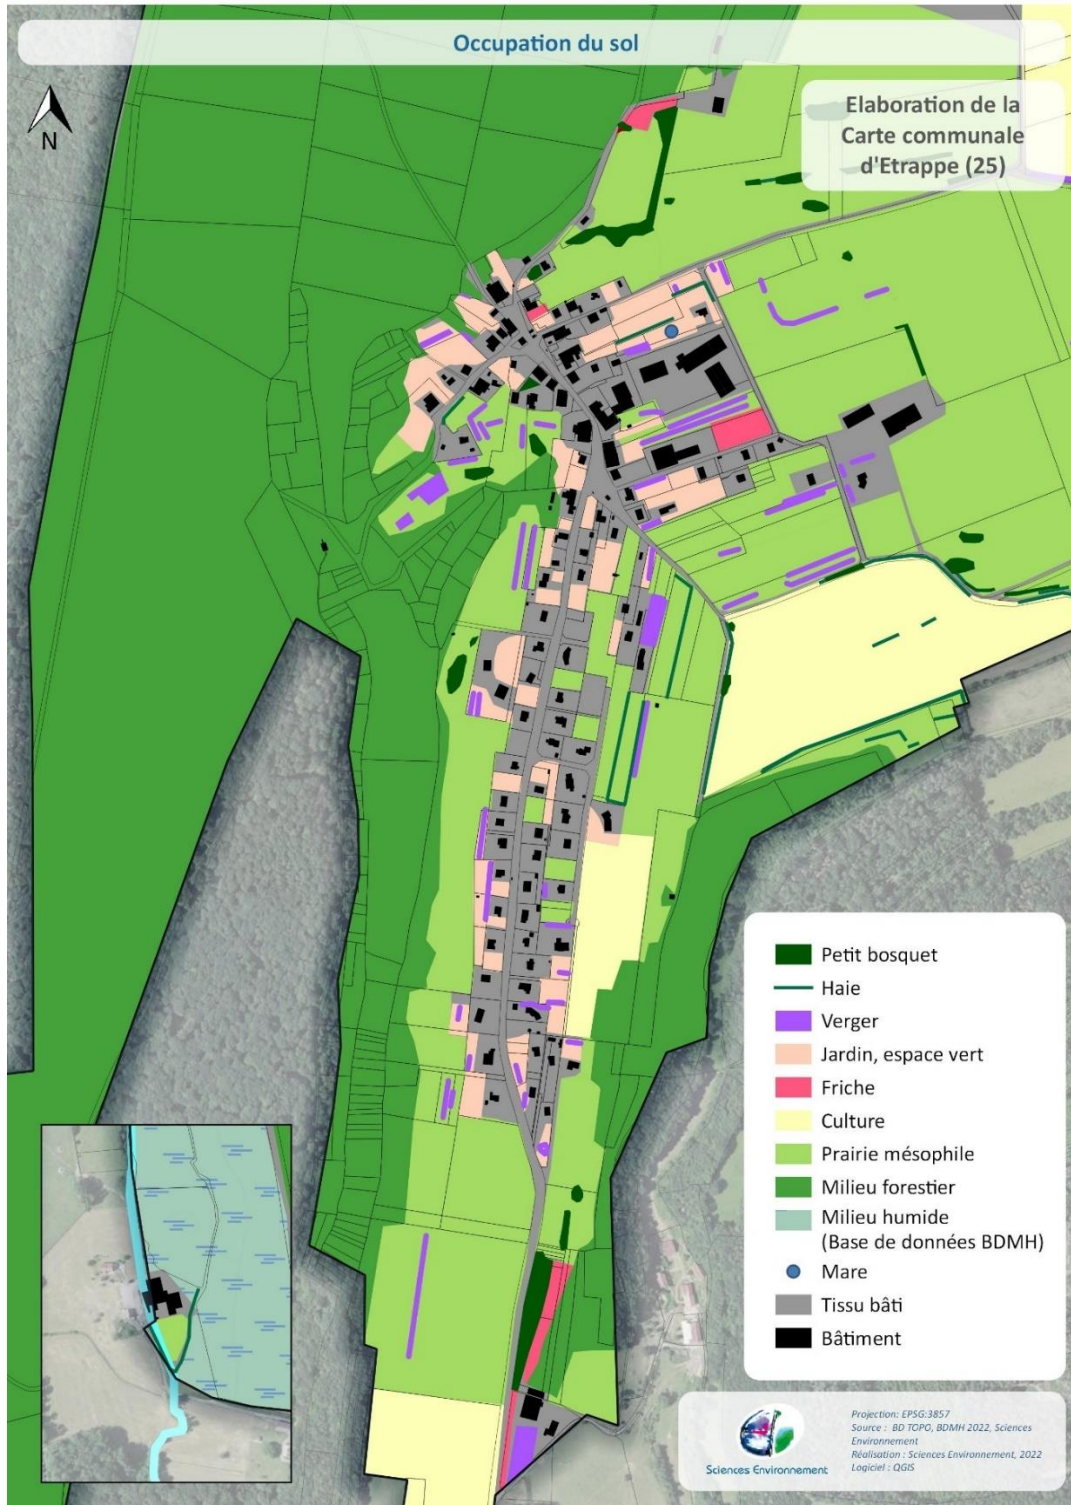 Occupation du sol
N
Elaboration de la
Carte communale
d'Etrappe (25)
Petit bosquet
Haie
Verger
Jardin, espace vert
Friche
Culture
Prairie mésophile
Milieu forestier
Milieu humide
(Base de données BDMH)
Mare
Tissu bâti
Bâtiment
Sciences Environnement
Projection: EPSG:3857
Source : BD TOPO, BDMH 2022, Sciences
Environnement
Réalisation : Sciences Environnement, 2022
Logiciel : QGIS